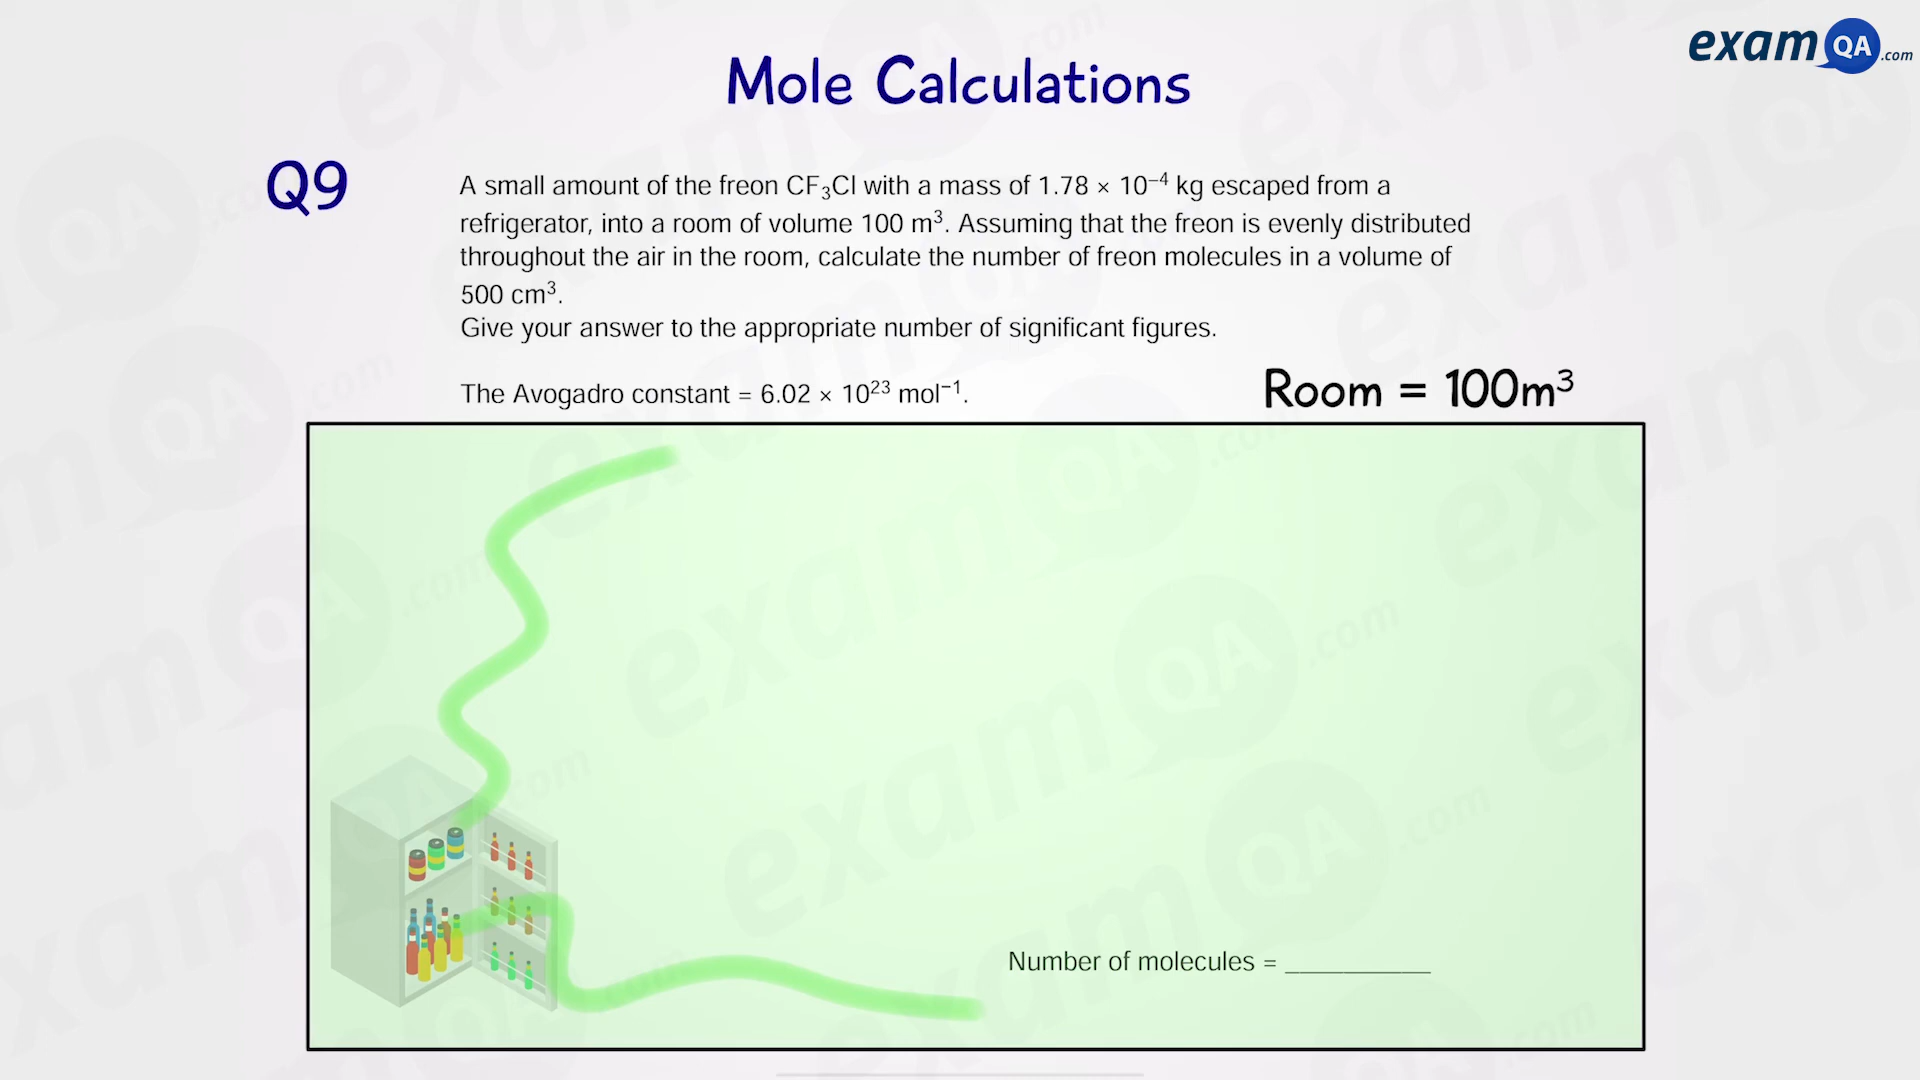 examQA.com
Mole Calculations
Q9
A small amount of the freon CF₃Cl with a mass of 1.78 × 10⁻⁴ kg escaped from a
refrigerator, into a room of volume 100 m³. Assuming that the freon is evenly distributed
throughout the air in the room, calculate the number of freon molecules in a volume of
500 cm³.
Give your answer to the appropriate number of significant figures.
The Avogadro constant = 6.02 × 10²³ mol⁻¹.
Room = 100m³
Number of molecules = __________